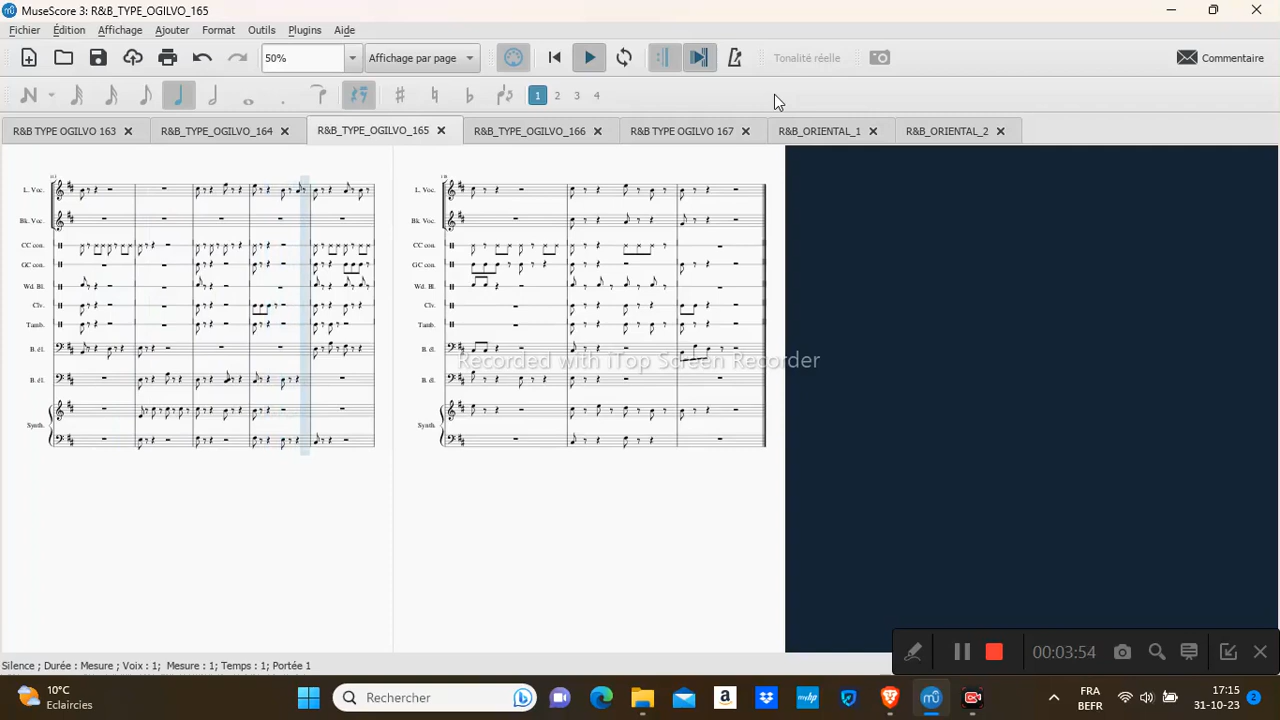 MuseScore 3: R&B_TYPE_OGILVO_165
Fichier Édition Affichage Ajouter Format Outils Plugins Aide
50% Affichage par page Tonalité réelle Commentaire
1 2 3 4
R&B TYPE OGILVO 163 R&B_TYPE_OGILVO_164 R&B_TYPE_OGILVO_165 R&B_TYPE_OGILVO_166 R&B TYPE OGILVO 167 R&B_ORIENTAL_1 R&B_ORIENTAL_2
L. Voc. L. Voc.
Bk. Voc. Bk. Voc.
CC con. CC con.
GC con. GC con.
Wd. Bl. Wd. Bl.
Clv. Clv.
Tamb. Tamb.
B. él. B. él.
Recorded with iTop Screen Recorder
B. él. B. él.
Synth. Synth.
00:03:54
Silence ; Durée : Mesure ; Voix : 1; Mesure : 1; Temps : 1; Portée 1
10°C
Eclaircies
Rechercher
FRA
BEFR
17:15
31-10-23
2